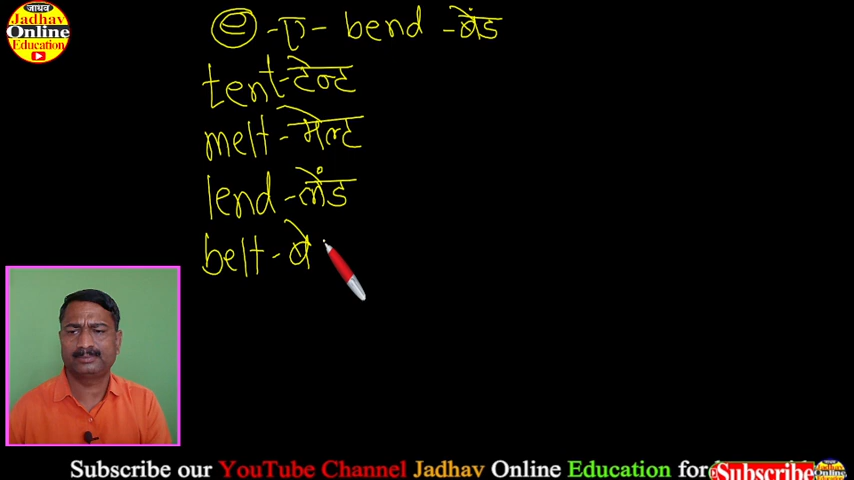 जाधव
Jadhav
Online
Education
e - ए - bend - बेंड
tent - टेन्ट
melt - मेल्ट
lend - लेंड
belt - बे
Subscribe our YouTube Channel Jadhav Online Education for
Subscribe